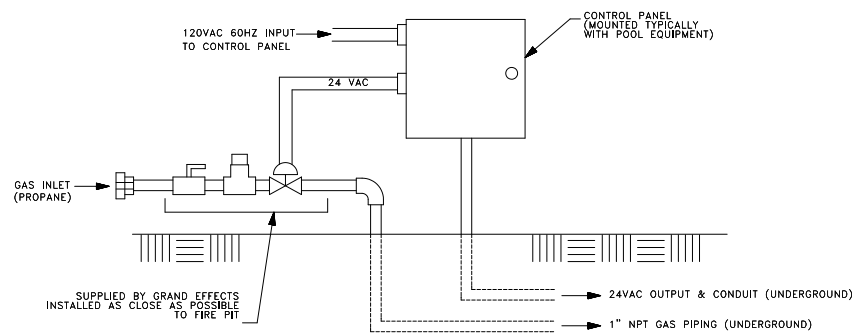 120VAC 60HZ INPUT
TO CONTROL PANEL
CONTROL PANEL
(MOUNTED TYPICALLY
WITH POOL EQUIPMENT)
24 VAC
GAS INLET
(PROPANE)
SUPPLIED BY GRAND EFFECTS
INSTALLED AS CLOSE AS POSSIBLE
TO FIRE PIT
24VAC OUTPUT & CONDUIT (UNDERGROUND)
1" NPT GAS PIPING (UNDERGROUND)